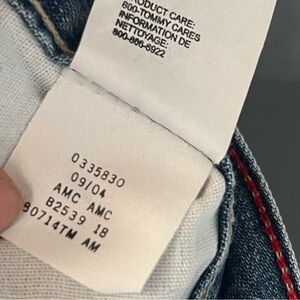 PRODUCT CARE:
800-TOMMY CARES
INFORMATION DE
NETTOYAGE:
800-866-6922
0335830
09/04
AMC AMC
B2539 18
80714TM AM